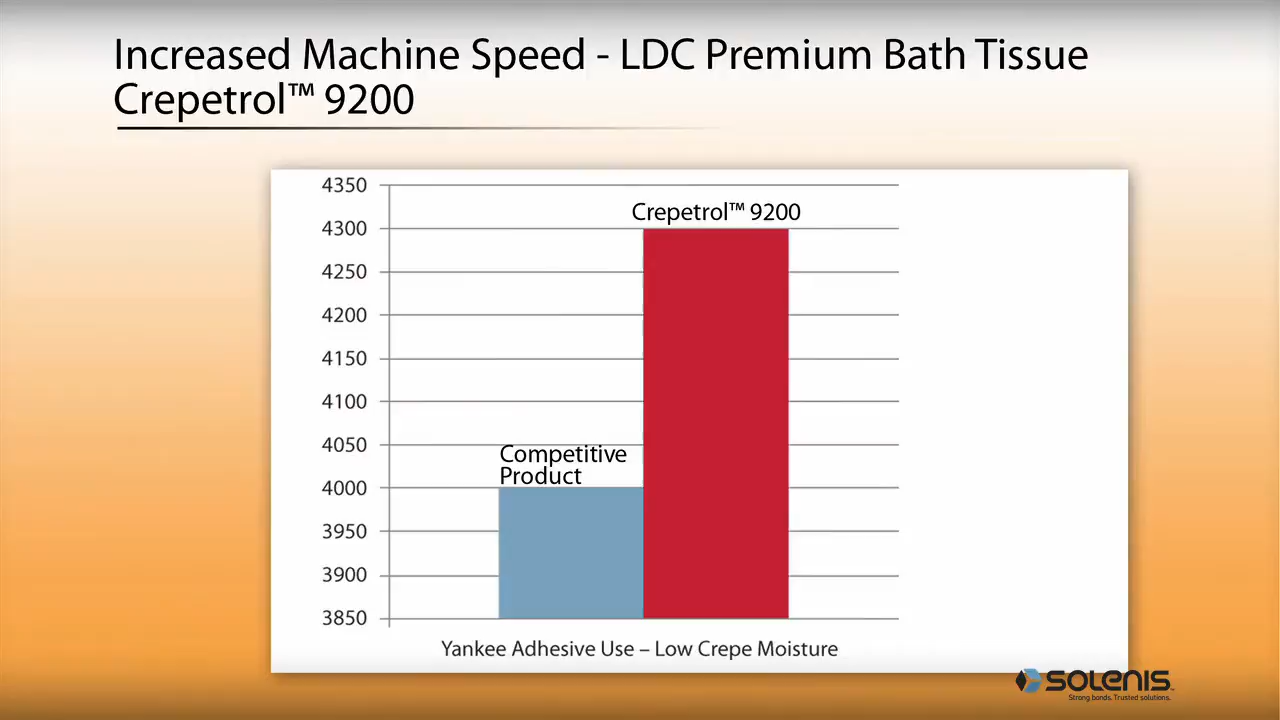 Increased Machine Speed - LDC Premium Bath Tissue
Crepetrol™ 9200
4350
Crepetrol™ 9200
4300
4250
4200
4150
4100
4050
Competitive
Product
4000
3950
3900
3850
Yankee Adhesive Use – Low Crepe Moisture
SOLENIS™
Strong bonds. Trusted solutions.